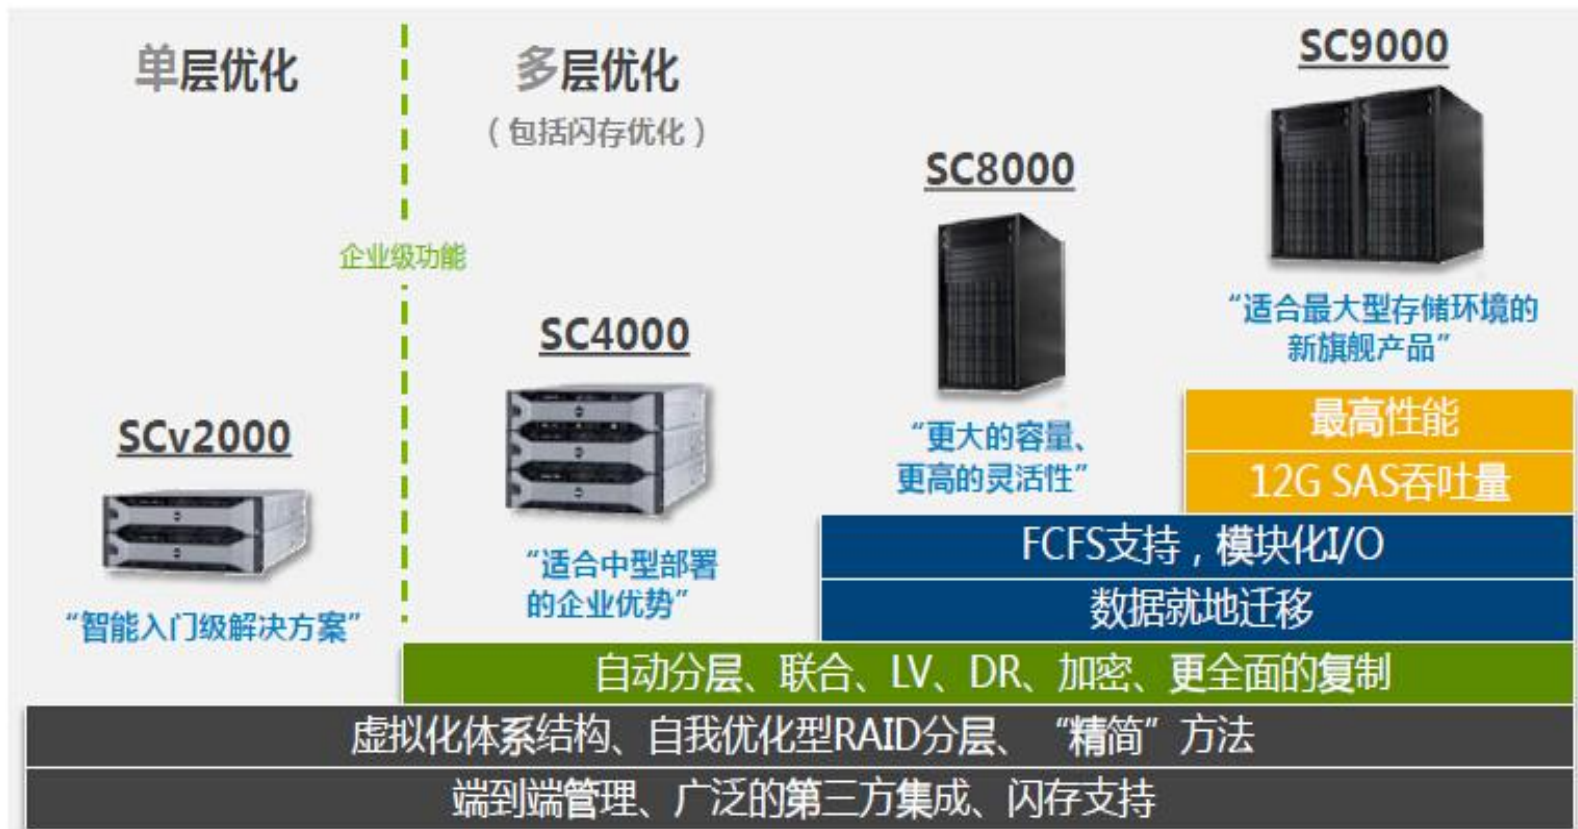 单层优化
多层优化
（包括闪存优化）
企业级功能
SCv2000
“智能入门级解决方案”
SC4000
“适合中型部署
的企业优势”
SC8000
“更大的容量、
更高的灵活性”
SC9000
“适合最大型存储环境的
新旗舰产品”
最高性能
12G SAS吞吐量
FCFS支持，模块化I/O
数据就地迁移
自动分层、联合、LV、DR、加密、更全面的复制
虚拟化体系结构、自我优化型RAID分层、“精简”方法
端到端管理、广泛的第三方集成、闪存支持